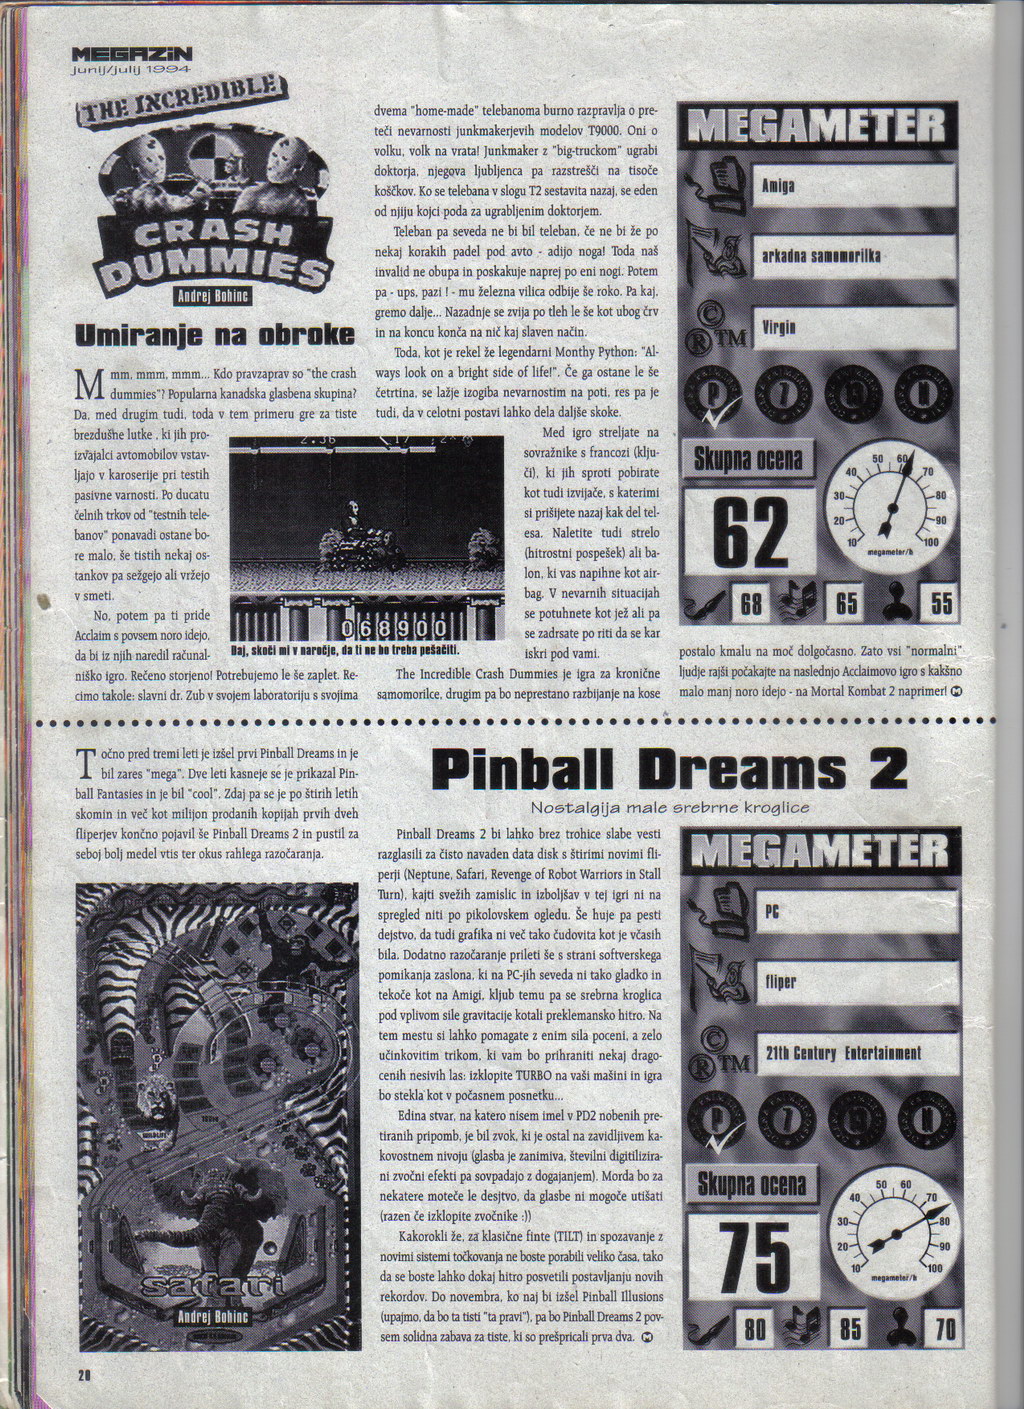 MEGAZIN
junij/julij 1994
THE INCREDIBLE
CRASH
DUMMIES
Andrej Bohinc
Umiranje na obroke
Mmm, mmm, mmm... Kdo pravzaprav so "the crash
dummies"? Popularna kanadska glasbena skupina?
Da, med drugim tudi, toda v tem primeru gre za tiste
brezdušne lutke , ki jih pro-
izvajalci avtomobilov vstav-
ljajo v karoserije pri testih
pasivne varnosti. Po ducatu
čelnih trkov od "testnih tele-
banov" ponavadi ostane bo-
re malo, še tistih nekaj os-
tankov pa sežgejo ali vržejo
v smeti.
No, potem pa ti pride
Acclaim s povsem noro idejo,
da bi iz njih naredil računal-
niško igro. Rečeno storjeno! Potrebujemo le še zaplet. Re-
cimo takole: slavni dr. Zub v svojem laboratoriju s svojima
dvema "home-made" telebanoma burno razpravlja o pre-
teči nevarnosti junkmakerjevih modelov T9000. Oni o
volku, volk na vrata! Junkmaker z "big-truckom" ugrabi
doktorja, njegova ljubljenca pa razstrešči na tisoče
koščkov. Ko se telebana v slogu T2 sestavita nazaj, se eden
od njiju kojci poda za ugrabljenim doktorjem.
Teleban pa seveda ne bi bil teleban, če ne bi že po
nekaj korakih padel pod avto - adijo noga! Toda naš
invalid ne obupa in poskakuje naprej po eni nogi. Potem
pa - ups, pazi ! - mu železna vilica odbije še roko. Pa kaj,
gremo dalje... Nazadnje se zvija po tleh le še kot ubog črv
in na koncu konča na nič kaj slaven način.
Toda, kot je rekel že legendarni Monthy Python: "Al-
ways look on a bright side of life!". Če ga ostane le še
četrtina, se lažje izogiba nevarnostim na poti, res pa je
tudi, da v celotni postavi lahko dela daljše skoke.
Med igro streljate na
sovražnike s francozi (klju-
či), ki jih sproti pobirate
kot tudi izvijače, s katerimi
si prišijete nazaj kak del tel-
esa. Naletite tudi strelo
(hitrostni pospešek) ali ba-
lon, ki vas napihne kot air-
bag. V nevarnih situacijah
se potuhnete kot jež ali pa
se zadrsate po riti da se kar
iskri pod vami.
The Incredible Crash Dummies je igra za kronične
samomorilce, drugim pa bo neprestano razbijanje na kose
068900
Daj, skoči mi v naročje, da ti ne bo treba pešačiti.
MEGAMETER
Amiga
arkadna samomorilka
© ® TM
Virgin
P 7 N
Skupna ocena
62
10 20 30 40 50 60 70 80 90 100
megameter/h
68 65 55
postalo kmalu na moč dolgočasno. Zato vsi "normalni"
ljudje rajši počakajte na naslednjo Acclaimovo igro s kakšno
malo manj noro idejo - na Mortal Kombat 2 naprimer!
Pinball Dreams 2
Nostalgija male srebrne kroglice
Točno pred tremi leti je izšel prvi Pinball Dreams in je
bil zares "mega". Dve leti kasneje se je prikazal Pin-
ball Fantasies in je bil "cool". Zdaj pa se je po štirih letih
skomin in več kot milijon prodanih kopijah prvih dveh
fliperjev končno pojavil še Pinball Dreams 2 in pustil za
seboj bolj medel vtis ter okus rahlega razočaranja.
WILDLIFE
safari
Andrej Bohinc
Pinball Dreams 2 bi lahko brez trohice slabe vesti
razglasili za čisto navaden data disk s štirimi novimi fli-
perji (Neptune, Safari, Revenge of Robot Warriors in Stall
Turn), kajti svežih zamislic in izboljšav v tej igri ni na
spregled niti po pikolovskem ogledu. Še huje pa pesti
dejstvo, da tudi grafika ni več tako čudovita kot je včasih
bila. Dodatno razočaranje prileti še s strani softverskega
pomikanja zaslona, ki na PC-jih seveda ni tako gladko in
tekoče kot na Amigi, kljub temu pa se srebrna kroglica
pod vplivom sile gravitacije kotali preklemansko hitro. Na
tem mestu si lahko pomagate z enim sila poceni, a zelo
učinkovitim trikom, ki vam bo prihraniti nekaj drago-
cenih nesivih las: izklopite TURBO na vaši mašini in igra
bo stekla kot v počasnem posnetku...
Edina stvar, na katero nisem imel v PD2 nobenih pre-
tiranih pripomb, je bil zvok, ki je ostal na zavidljivem ka-
kovostnem nivoju (glasba je zanimiva, številni digitilizira-
ni zvočni efekti pa sovpadajo z dogajanjem). Morda bo za
nekatere moteče le desjtvo, da glasbe ni mogoče utišati
(razen če izklopite zvočnike :))
Kakorokli že, za klasične finte (TILT) in spozavanje z
novimi sistemi točkovanja ne boste porabili veliko časa, tako
da se boste lahko dokaj hitro posvetili postavljanju novih
rekordov. Do novembra, ko naj bi izšel Pinball Illusions
(upajmo, da bo ta tisti "ta pravi"), pa bo Pinball Dreams 2 pov-
sem solidna zabava za tiste, ki so prešpricali prva dva.
MEGAMETER
PC
fliper
© ® TM
21th Century Entertainment
P 7 N
Skupna ocena
75
10 20 30 40 50 60 70 80 90 100
megameter/h
80 85 70
20